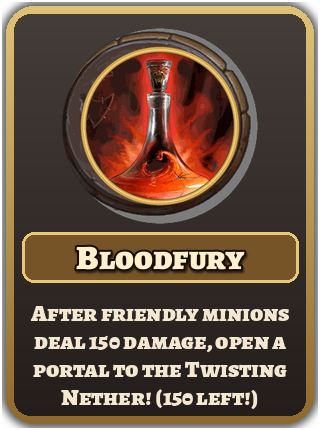 Bloodfury
After friendly minions
deal 150 damage, open a
portal to the Twisting
Nether! (150 left!)